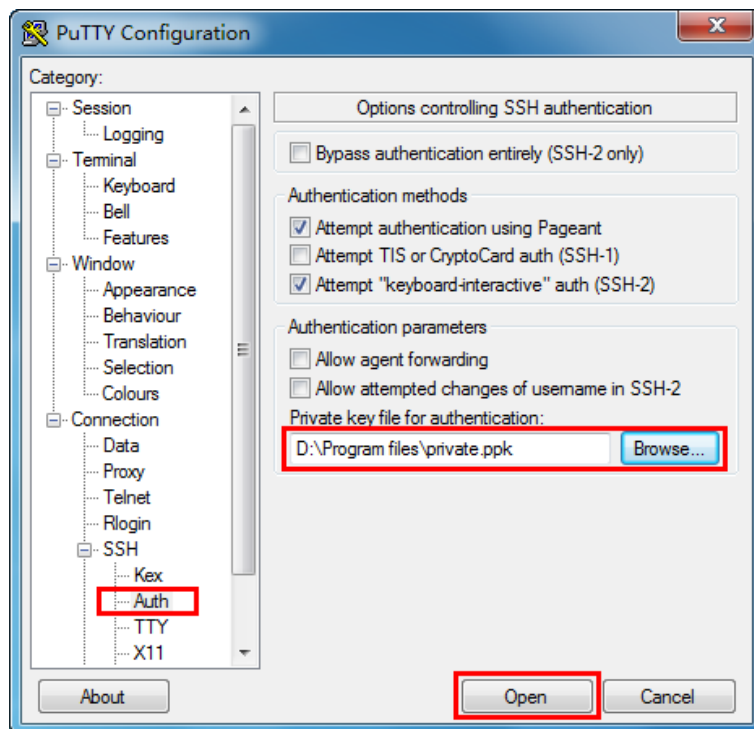 PuTTY Configuration
Category:
Session
Logging
Terminal
Keyboard
Bell
Features
Window
Appearance
Behaviour
Translation
Selection
Colours
Connection
Data
Proxy
Telnet
Rlogin
SSH
Kex
Auth
TTY
X11
Options controlling SSH authentication
Bypass authentication entirely (SSH-2 only)
Authentication methods
Attempt authentication using Pageant
Attempt TIS or CryptoCard auth (SSH-1)
Attempt "keyboard-interactive" auth (SSH-2)
Authentication parameters
Allow agent forwarding
Allow attempted changes of username in SSH-2
Private key file for authentication:
D:\Program files\private.ppk
Browse...
About
Open
Cancel